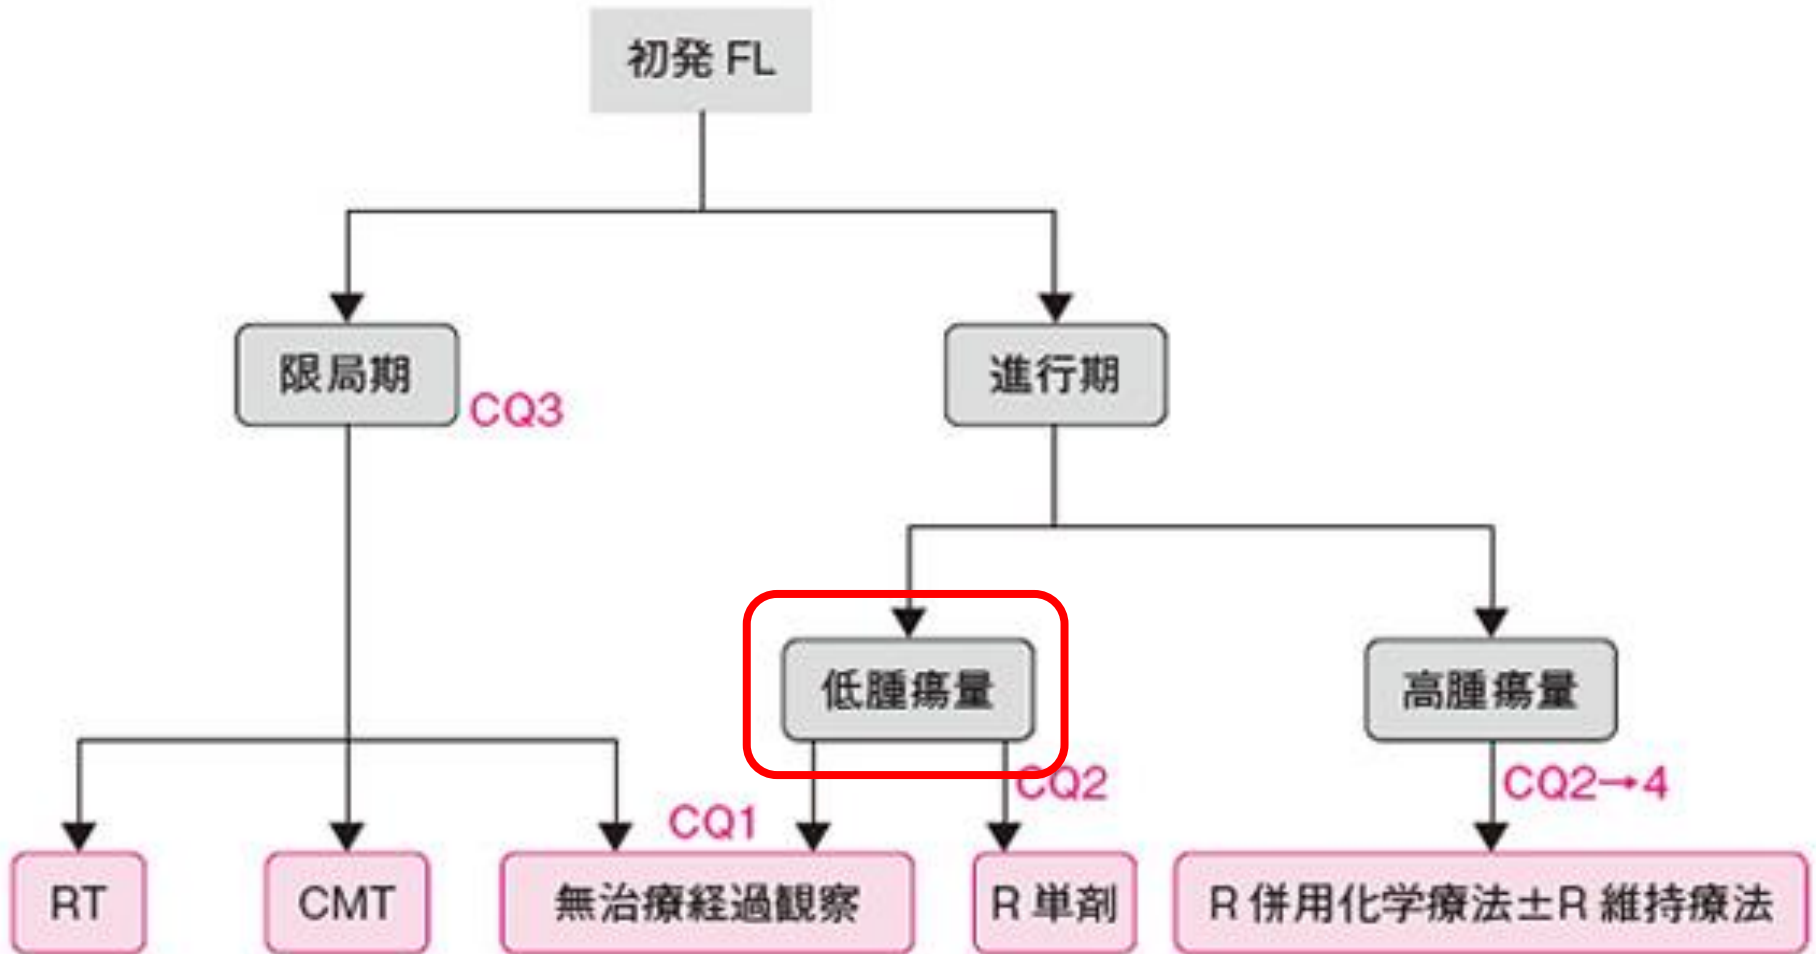 初発 FL
限局期
進行期
CQ3
低腫瘍量
高腫瘍量
CQ1
CQ2
CQ2→4
RT
CMT
無治療経過観察
R 単剤
R 併用化学療法±R 維持療法